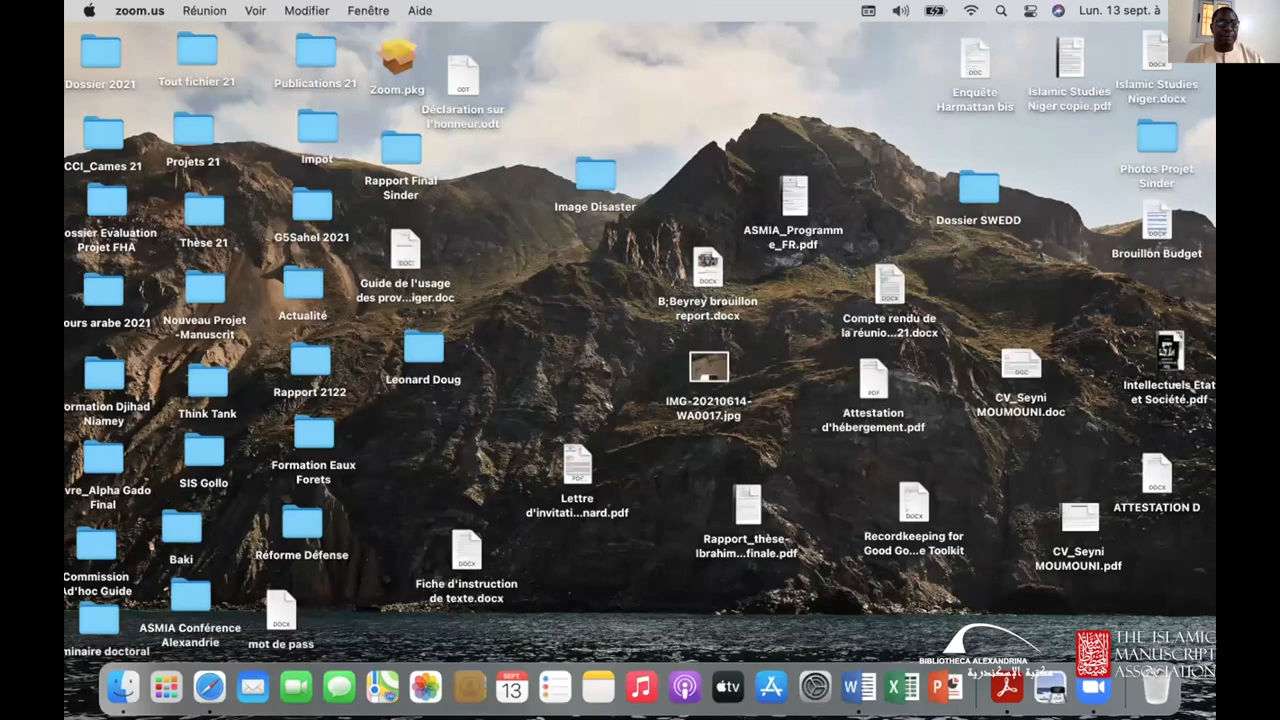 zoom.us Réunion Voir Modifier Fenêtre Aide
Lun. 13 sept. à
Dossier 2021
Tout fichier 21
Publications 21
Zoom.pkg
Déclaration sur
l'honneur.odt
Enquête
Harmattan bis
Islamic Studies
Niger copie.pdf
Islamic Studies
Niger.docx
CCI_Cames 21
Projets 21
Impôt
Rapport Final
Sinder
Image Disaster
Dossier SWEDD
Photos Projet
Sinder
ossier Evaluation
Projet FHA
Thèse 21
G5Sahel 2021
ASMIA_Programm
e_FR.pdf
Brouillon Budget
Guide de l'usage
des prov...iger.doc
B;Beyrey brouillon
report.docx
Compte rendu de
la réunio...21.docx
ours arabe 2021
Nouveau Projet
-Manuscrit
Actualité
Leonard Doug
IMG-20210614-
WA0017.jpg
Attestation
d'hébergement.pdf
CV_Seyni
MOUMOUNI.doc
Intellectuels Etat
et Société.pdf
ormation Djihad
Niamey
Think Tank
Rapport 2122
vre_Alpha Gado
Final
SIS Gollo
Formation Eaux
Forets
Lettre
d'invitati...nard.pdf
Rapport_thèse-
Ibrahim...finale.pdf
Recordkeeping for
Good Go...e Toolkit
ATTESTATION D
CV_Seyni
MOUMOUNI.pdf
Commission
Ad'hoc Guide
Baki
Réforme Défense
Fiche d'instruction
de texte.docx
minaire doctoral
ASMIA Conférence
Alexandrie
mot de pass
BIBLIOTHECA ALEXANDRINA
مكتبة الإسكندرية
THE ISLAMIC
MANUSCRIPT
ASSOCIATION
SEPT.
13
tv